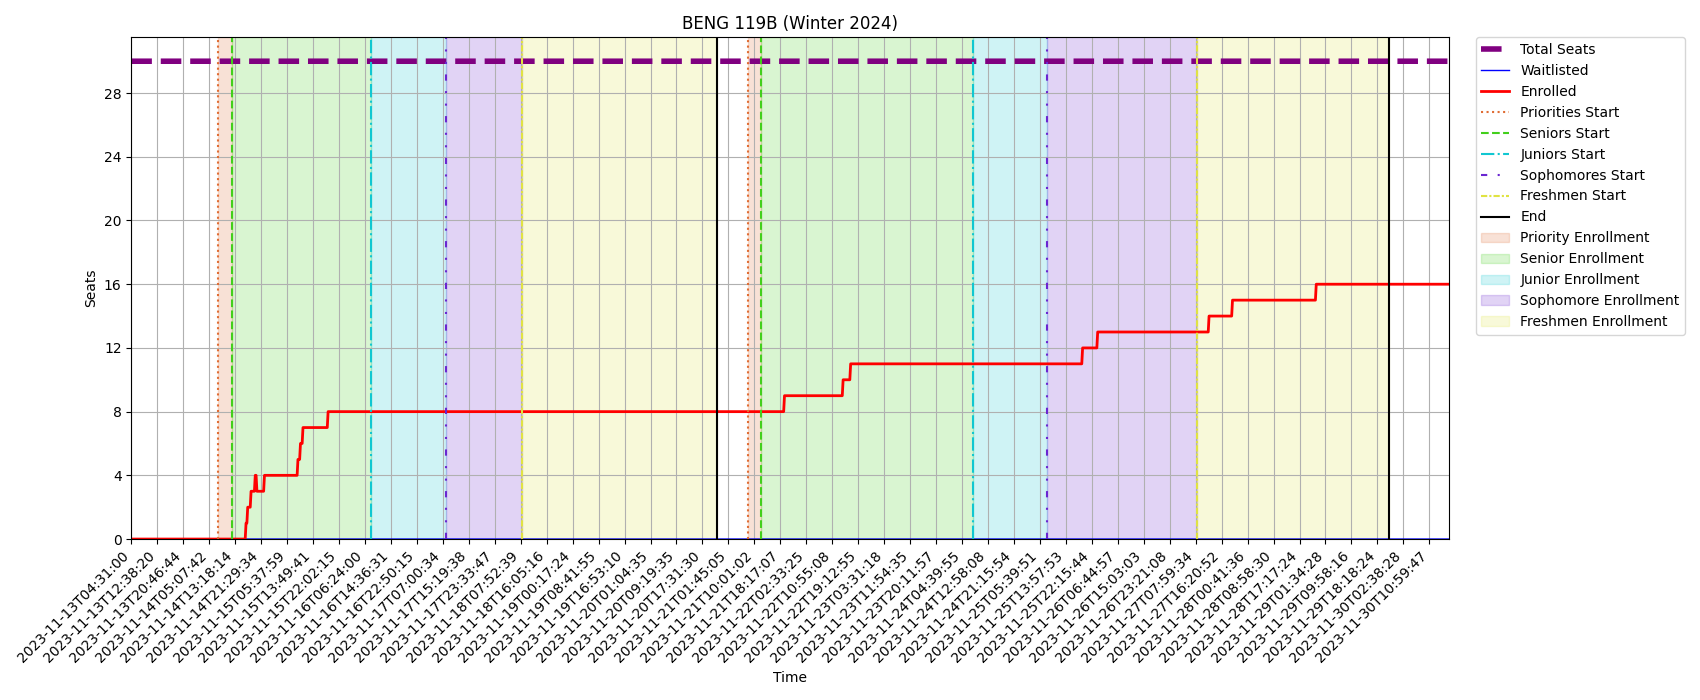 BENG 119B (Winter 2024)
Seats
28
24
20
16
12
8
4
0
2023-11-13T04:31:00
2023-11-13T12:38:20
2023-11-13T20:46:44
2023-11-14T05:07:42
2023-11-14T13:18:14
2023-11-14T21:29:34
2023-11-15T05:37:59
2023-11-15T13:49:41
2023-11-15T22:02:15
2023-11-16T06:24:00
2023-11-16T14:36:31
2023-11-16T22:50:15
2023-11-17T07:00:34
2023-11-17T15:19:38
2023-11-17T23:33:47
2023-11-18T07:52:39
2023-11-18T16:05:16
2023-11-19T00:17:24
2023-11-19T08:41:55
2023-11-19T16:53:10
2023-11-20T01:04:35
2023-11-20T09:19:35
2023-11-20T17:31:30
2023-11-21T01:45:05
2023-11-21T10:01:02
2023-11-21T18:17:07
2023-11-22T02:33:25
2023-11-22T10:55:08
2023-11-22T19:12:55
2023-11-23T03:31:18
2023-11-23T11:54:35
2023-11-23T20:11:57
2023-11-24T04:39:55
2023-11-24T12:58:08
2023-11-24T21:15:54
2023-11-25T05:39:51
2023-11-25T13:57:53
2023-11-25T22:15:44
2023-11-26T06:44:57
2023-11-26T15:03:03
2023-11-26T23:21:08
2023-11-27T07:59:34
2023-11-27T16:20:52
2023-11-28T00:41:36
2023-11-28T08:58:30
2023-11-28T17:17:24
2023-11-29T01:34:28
2023-11-29T09:58:16
2023-11-29T18:18:24
2023-11-30T02:38:28
2023-11-30T10:59:47
Time
Total Seats
Waitlisted
Enrolled
Priorities Start
Seniors Start
Juniors Start
Sophomores Start
Freshmen Start
End
Priority Enrollment
Senior Enrollment
Junior Enrollment
Sophomore Enrollment
Freshmen Enrollment